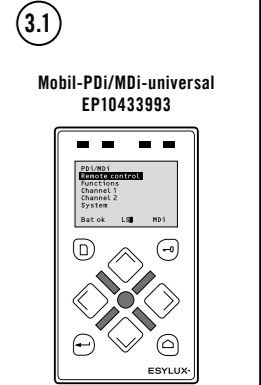 3.1
Mobil-PDi/MDi-universal
EP10433993
PDi/MDi
Remote control
Functions
Channel 1
Channel 2
System
Bat ok LS MDi
ESYLUX